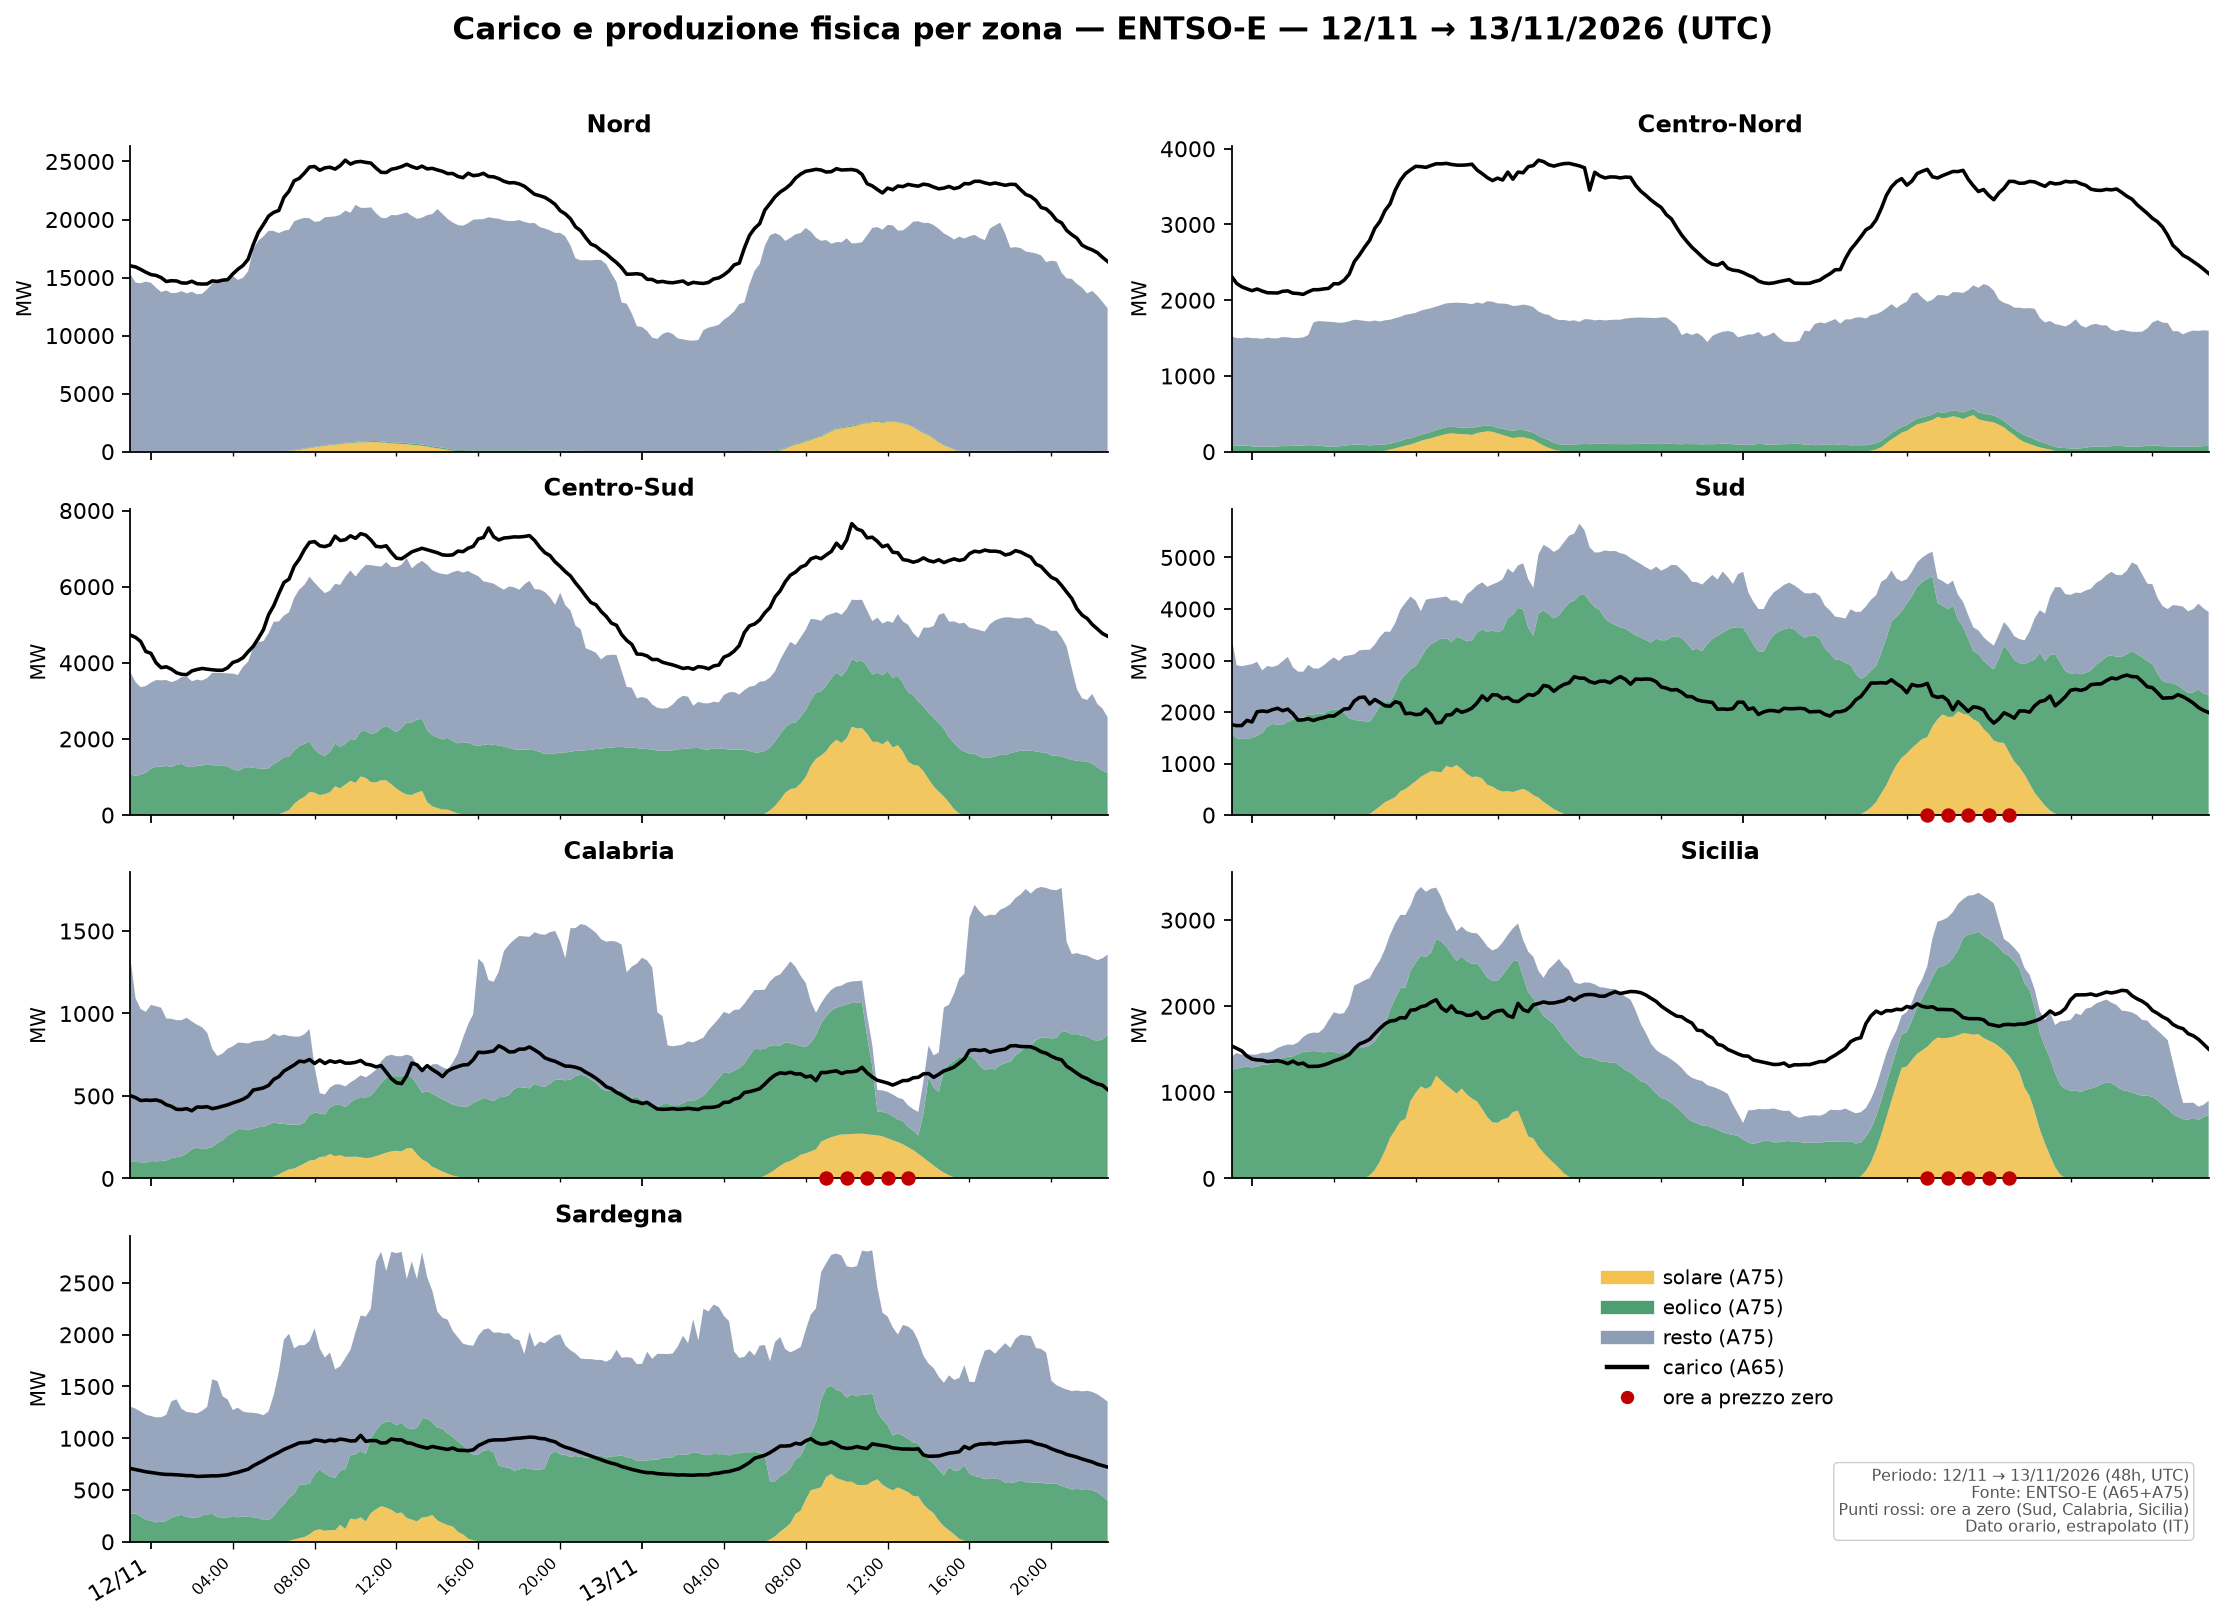 Carico e produzione fisica per zona — ENTSO-E — 12/11 → 13/11/2026 (UTC)
Nord
25000
20000
15000
10000
5000
0
MW
Centro-Nord
4000
3000
2000
1000
0
MW
Centro-Sud
8000
6000
4000
2000
0
MW
Sud
5000
4000
3000
2000
1000
0
MW
Calabria
1500
1000
500
0
MW
Sicilia
3000
2000
1000
0
MW
Sardegna
2500
2000
1500
1000
500
0
MW
12/11
04:00
08:00
12:00
16:00
20:00
13/11
04:00
08:00
12:00
16:00
20:00
solare (A75)
eolico (A75)
resto (A75)
carico (A65)
ore a prezzo zero
Periodo: 12/11 → 13/11/2026 (48h, UTC)
Fonte: ENTSO-E (A65+A75)
Punti rossi: ore a zero (Sud, Calabria, Sicilia)
Dato orario, estrapolato (IT)